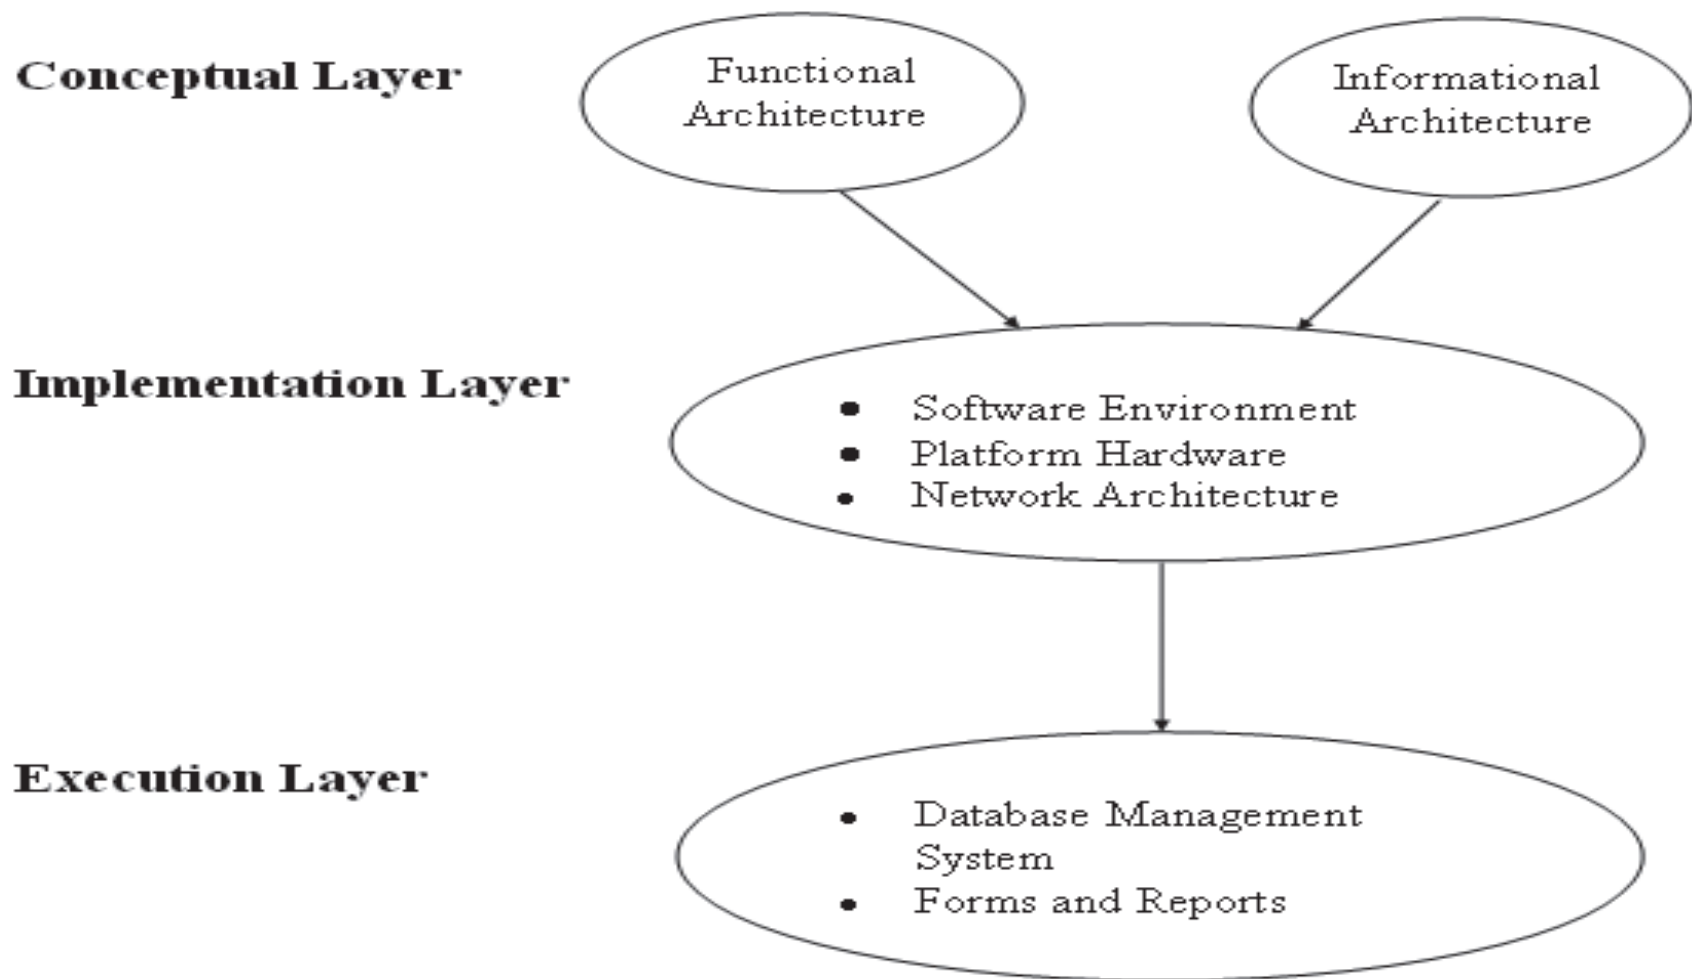 Conceptual Layer
Functional
Architecture
Informational
Architecture
Implementation Layer
• Software Environment
• Platform Hardware
• Network Architecture
Execution Layer
• Database Management
System
• Forms and Reports